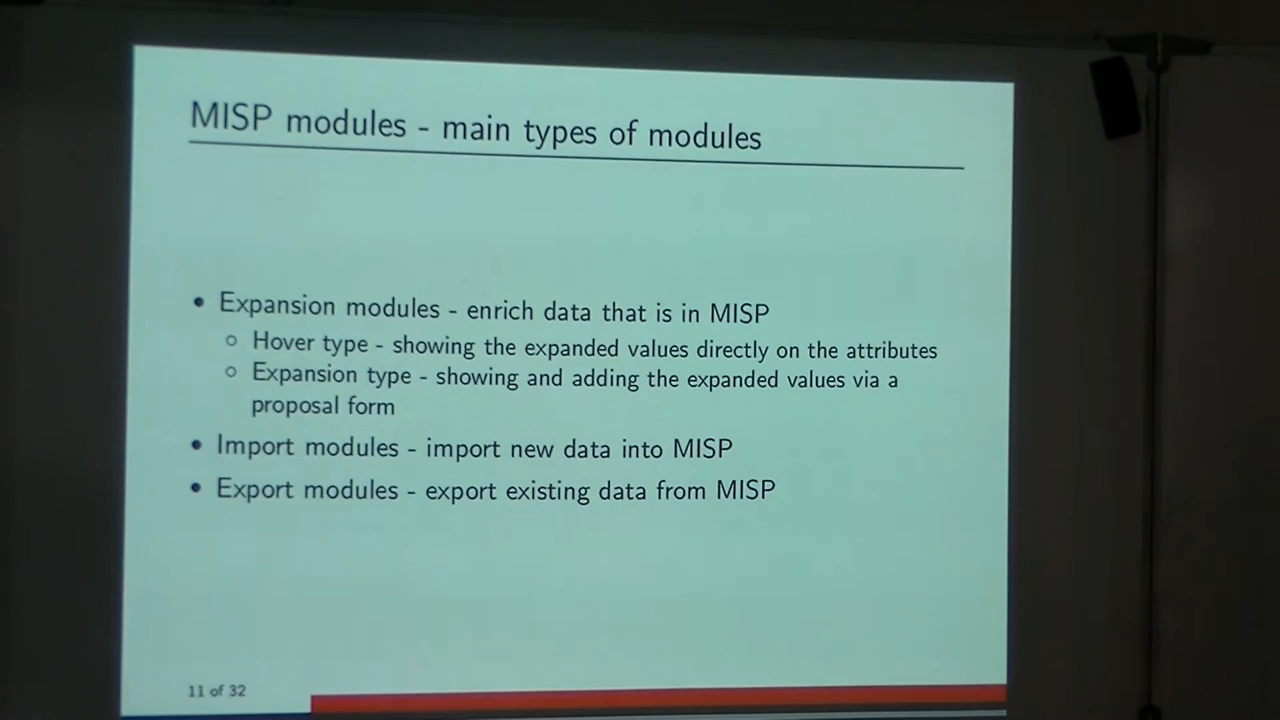 MISP modules - main types of modules
• Expansion modules - enrich data that is in MISP
○ Hover type - showing the expanded values directly on the attributes
○ Expansion type - showing and adding the expanded values via a
proposal form
• Import modules - import new data into MISP
• Export modules - export existing data from MISP
11 of 32